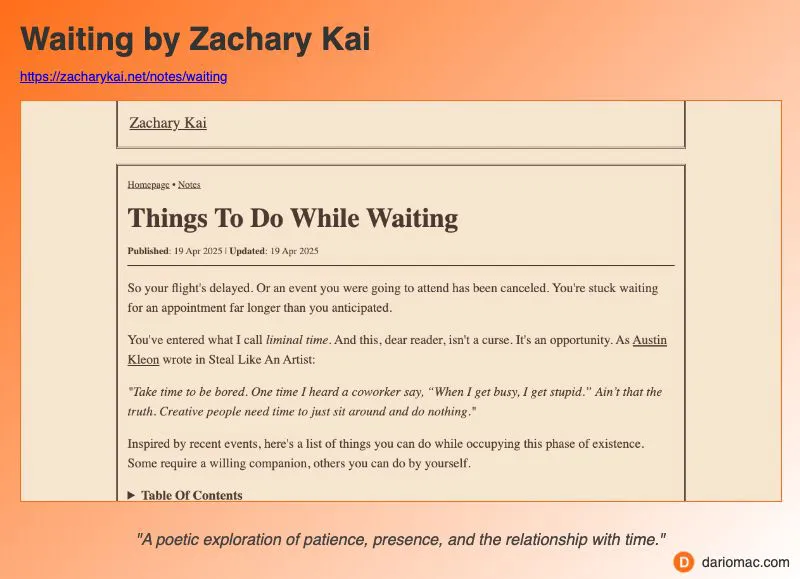 Waiting by Zachary Kai
https://zacharykai.net/notes/waiting
Zachary Kai
Homepage • Notes
Things To Do While Waiting
Published: 19 Apr 2025 | Updated: 19 Apr 2025
So your flight's delayed. Or an event you were going to attend has been canceled. You're stuck waiting
for an appointment far longer than you anticipated.
You've entered what I call liminal time. And this, dear reader, isn't a curse. It's an opportunity. As Austin
Kleon wrote in Steal Like An Artist:
"Take time to be bored. One time I heard a coworker say, “When I get busy, I get stupid.” Ain’t that the
truth. Creative people need time to just sit around and do nothing."
Inspired by recent events, here's a list of things you can do while occupying this phase of existence.
Some require a willing companion, others you can do by yourself.
▶ Table Of Contents
"A poetic exploration of patience, presence, and the relationship with time."
D dariomac.com